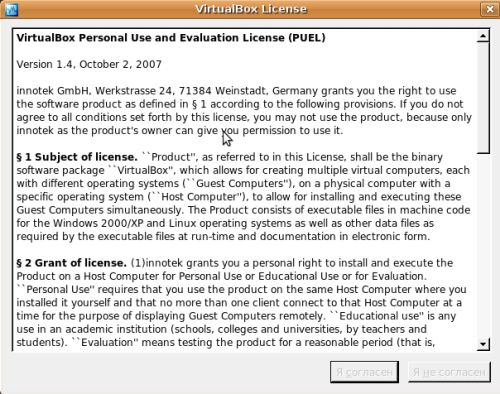 VirtualBox License
VirtualBox Personal Use and Evaluation License (PUEL)
Version 1.4, October 2, 2007
innotek GmbH, Werkstrasse 24, 71384 Weinstadt, Germany grants you the right to use
the software product as defined in § 1 according to the following provisions. If you do not
agree to all conditions set forth by this license, you may not use the product, because only
innotek as the product's owner can give you permission to use it.
§ 1 Subject of license. ``Product'', as referred to in this License, shall be the binary
software package ``VirtualBox'', which allows for creating multiple virtual computers, each
with different operating systems (``Guest Computers''), on a physical computer with a
specific operating system (``Host Computer''), to allow for installing and executing these
Guest Computers simultaneously. The Product consists of executable files in machine code
for the Windows 2000/XP and Linux operating systems as well as other data files as
required by the executable files at run-time and documentation in electronic form.
§ 2 Grant of license. (1)innotek grants you a personal right to install and execute the
Product on a Host Computer for Personal Use or Educational Use or for Evaluation.
``Personal Use'' requires that you use the product on the same Host Computer where you
installed it yourself and that no more than one client connect to that Host Computer at a
time for the purpose of displaying Guest Computers remotely. ``Educational use'' is any
use in an academic institution (schools, colleges and universities, by teachers and
students). ``Evaluation'' means testing the product for a reasonable period (that is,
Я согласен Я не согласен